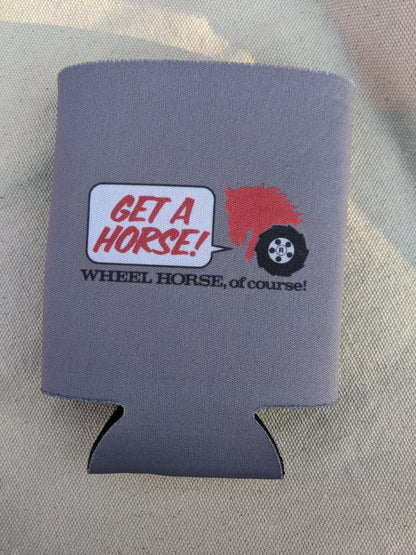 GET A
HORSE!
R
WHEEL HORSE, of course!